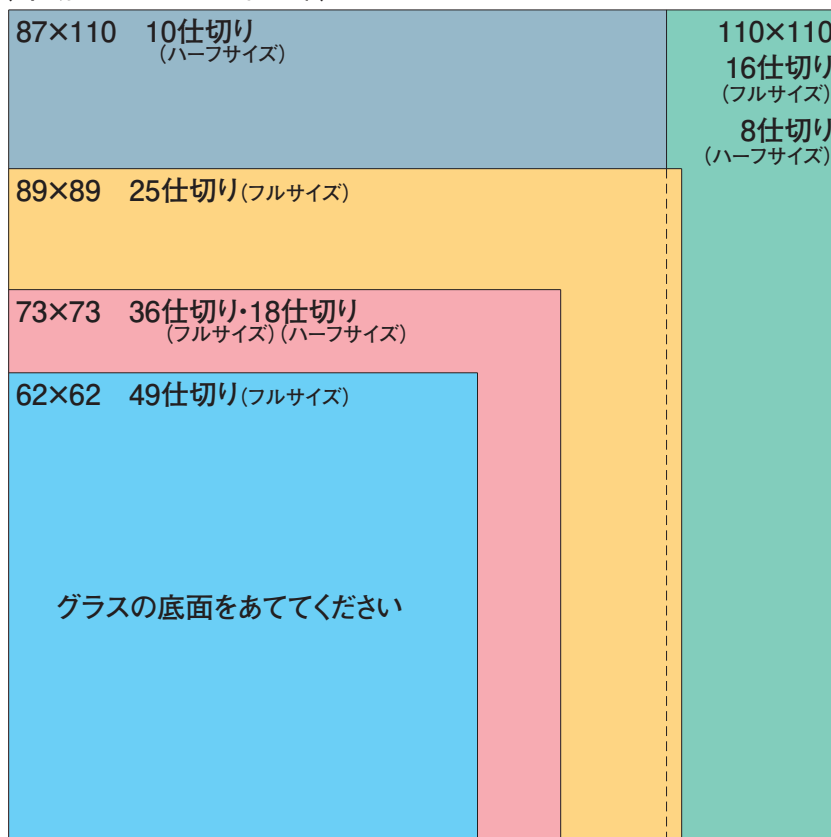 87×110 10仕切り
(ハーフサイズ)
110×110
16仕切り
(フルサイズ)
8仕切り
(ハーフサイズ)
89×89 25仕切り(フルサイズ)
73×73 36仕切り・18仕切り
(フルサイズ)(ハーフサイズ)
62×62 49仕切り(フルサイズ)
グラスの底面をあててください